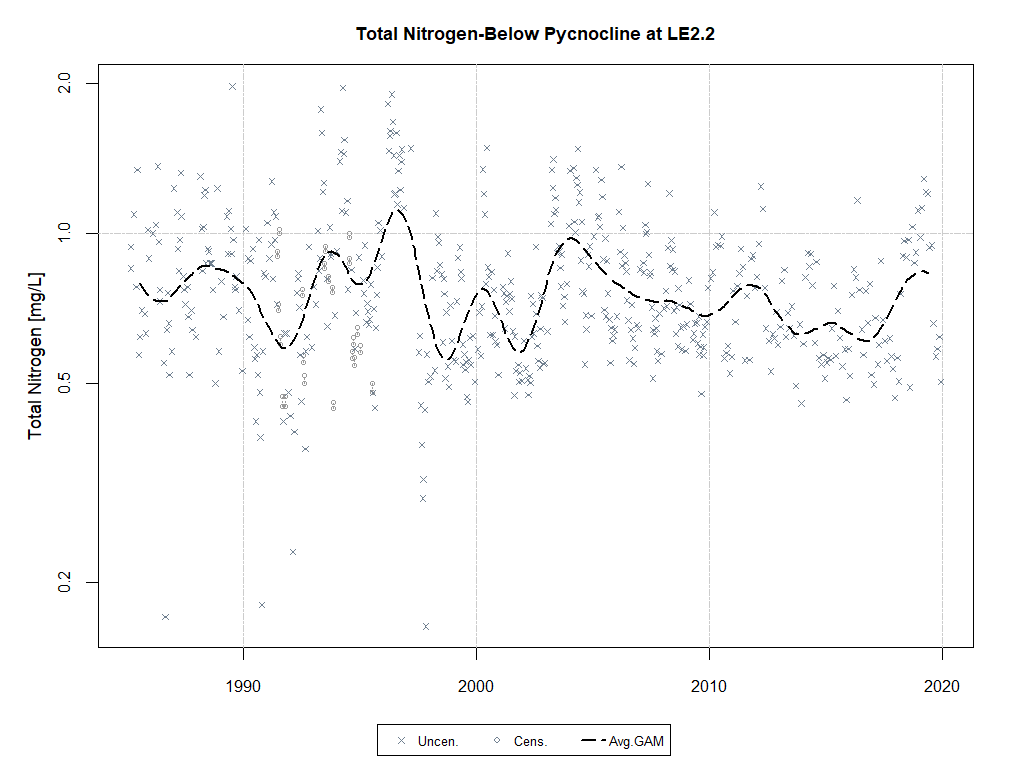 Total Nitrogen-Below Pycnocline at LE2.2
Total Nitrogen [mg/L]
2.0
1.0
0.5
0.2
1990 2000 2010 2020
Uncen. Cens. Avg.GAM